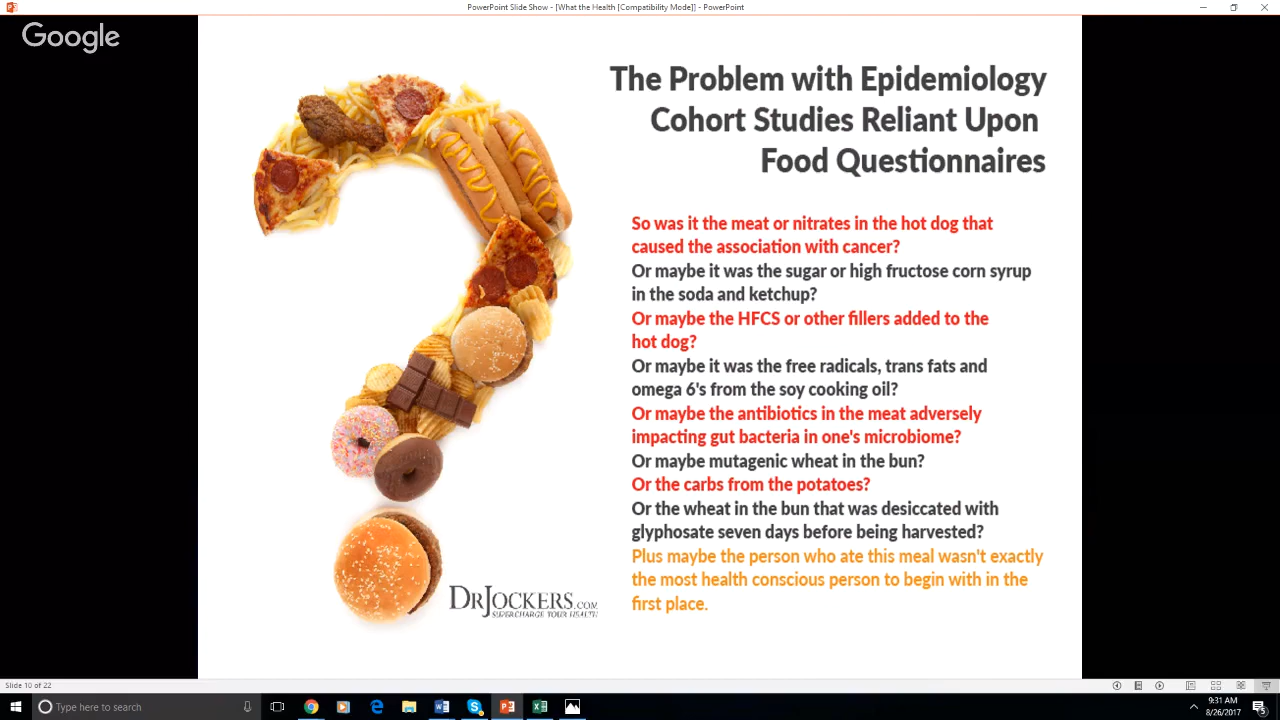 PowerPoint Slide Show - [What the Health [Compatibility Mode]] - PowerPoint
Google
The Problem with Epidemiology
Cohort Studies Reliant Upon
Food Questionnaires
So was it the meat or nitrates in the hot dog that
caused the association with cancer?
Or maybe it was the sugar or high fructose corn syrup
in the soda and ketchup?
Or maybe the HFCS or other fillers added to the
hot dog?
Or maybe it was the free radicals, trans fats and
omega 6's from the soy cooking oil?
Or maybe the antibiotics in the meat adversely
impacting gut bacteria in one's microbiome?
Or maybe mutagenic wheat in the bun?
Or the carbs from the potatoes?
Or the wheat in the bun that was desiccated with
glyphosate seven days before being harvested?
Plus maybe the person who ate this meal wasn't exactly
the most health conscious person to begin with in the
first place.
DRJOCKERS.COM
SUPERCHARGE YOUR HEALTH
Slide 10 of 22
Type here to search
9:31 AM
8/26/2017
5